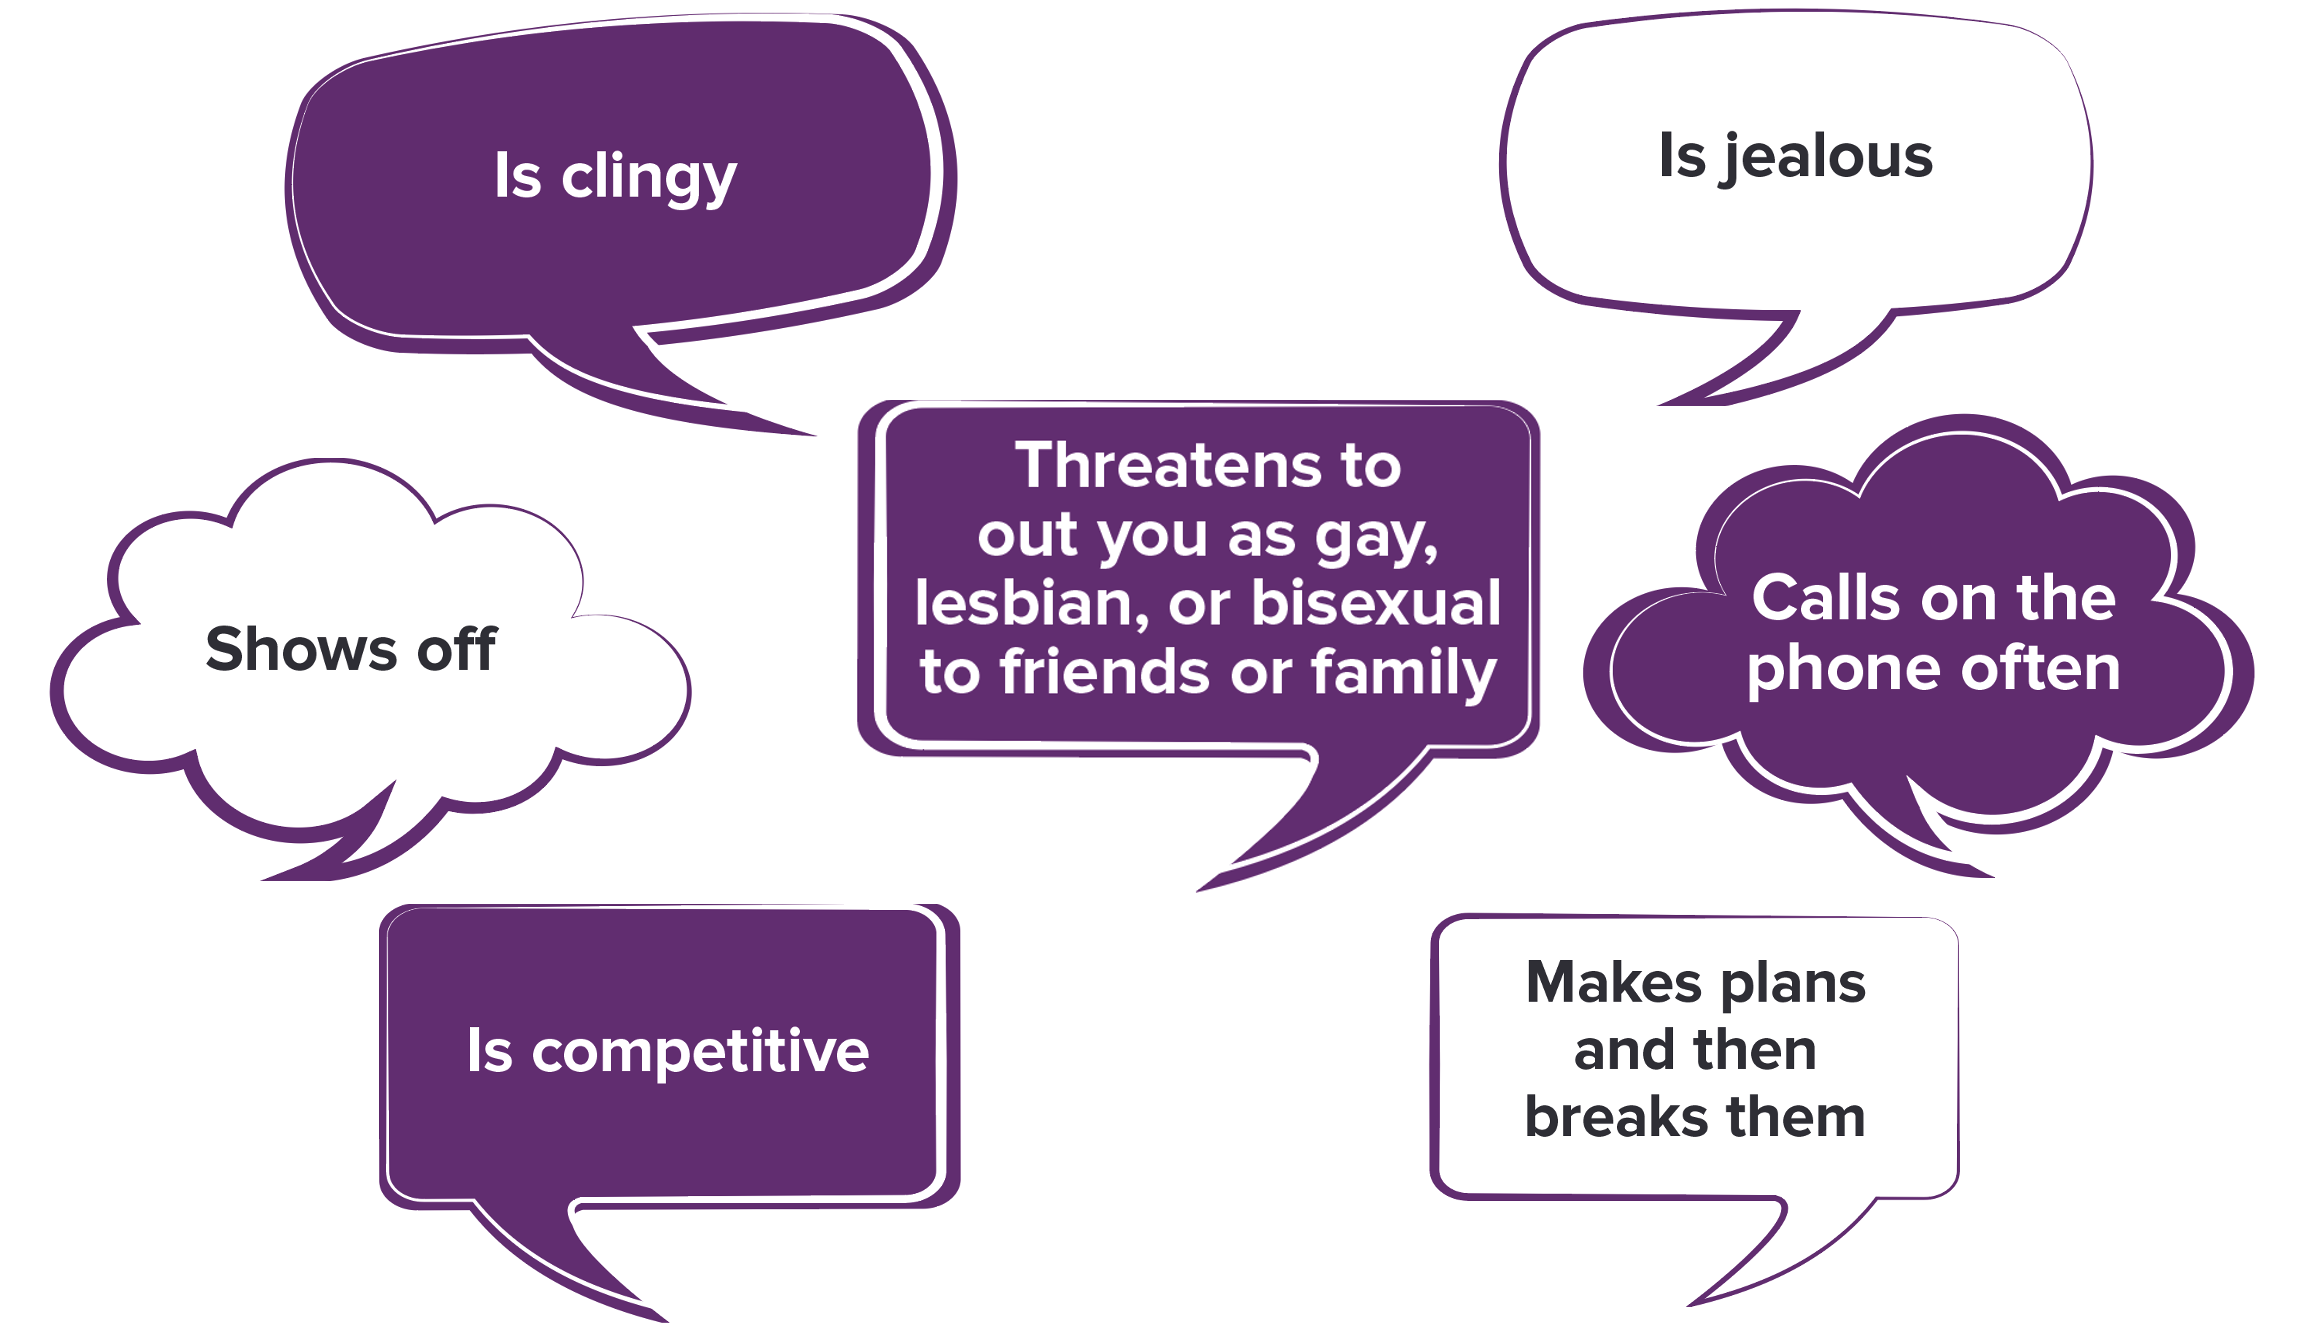 Is clingy
Is jealous
Threatens to
out you as gay,
lesbian, or bisexual
to friends or family
Shows off
Calls on the
phone often
Is competitive
Makes plans
and then
breaks them